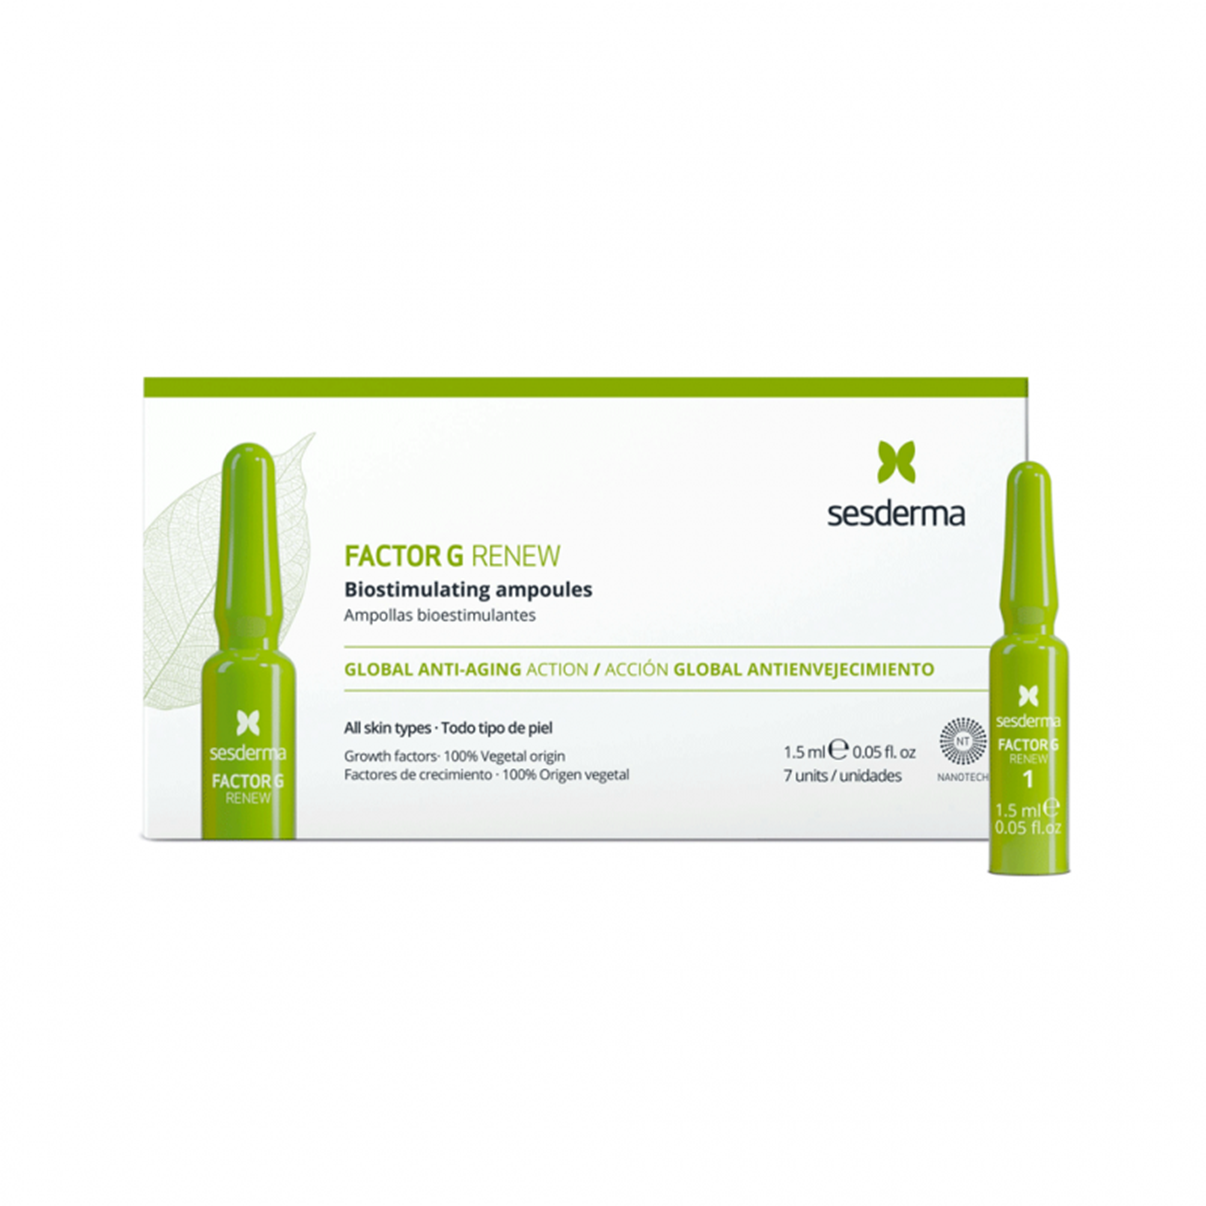 sesderma
FACTOR G RENEW
Biostimulating ampoules
Ampollas bioestimulantes
GLOBAL ANTI-AGING ACTION / ACCIÓN GLOBAL ANTIENVEJECIMIENTO
All skin types · Todo tipo de piel
Growth factors· 100% Vegetal origin
Factores de crecimiento · 100% Origen vegetal
1.5 ml ℮ 0.05 fl. oz
7 units / unidades
NT
NANOTECH
sesderma
FACTOR G
RENEW
sesderma
FACTOR G
RENEW
1
1.5 ml ℮
0.05 fl.oz